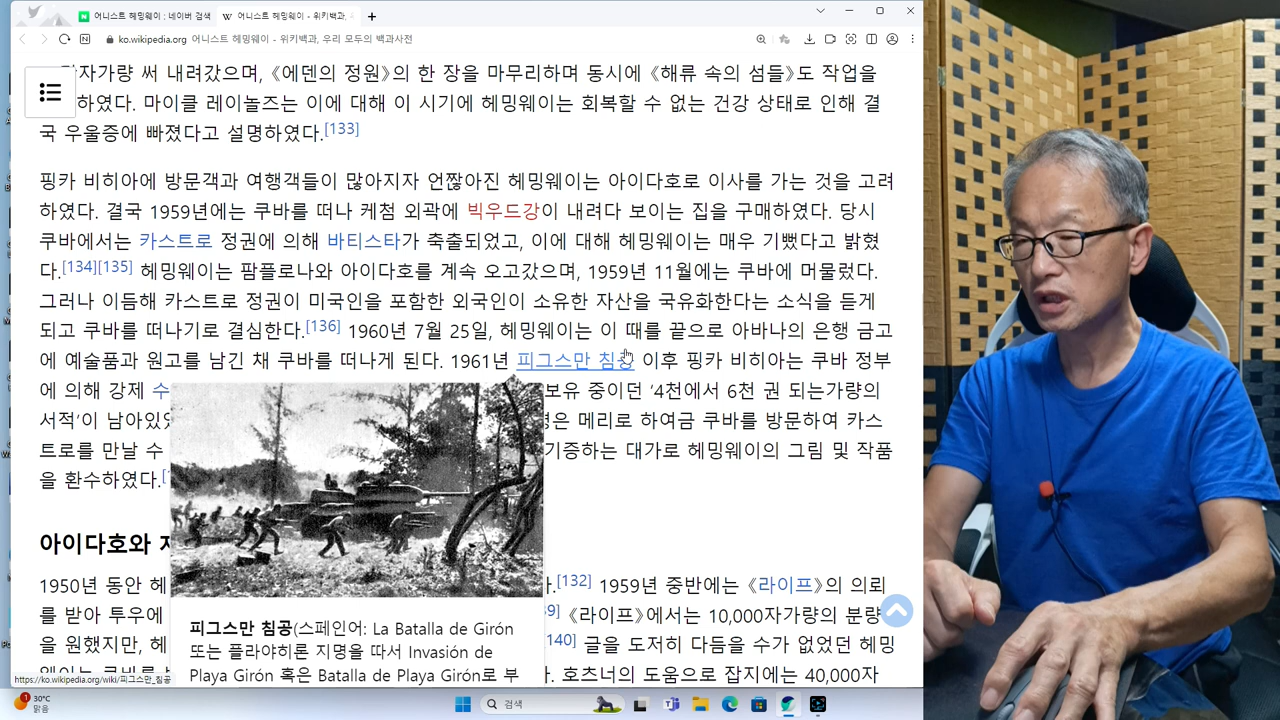 어니스트 헤밍웨이 : 네이버 검색
어니스트 헤밍웨이 - 위키백과,
ko.wikipedia.org 어니스트 헤밍웨이 - 위키백과, 우리 모두의 백과사전
써 내려갔으며, 《에덴의 정원》의 한 장을 마무리하며 동시에 《해류 속의 섬들》도 작업을
하였다. 마이클 레이놀즈는 이에 대해 이 시기에 헤밍웨이는 회복할 수 없는 건강 상태로 인해 결
국 우울증에 빠졌다고 설명하였다.[133]
핑카 비히아에 방문객과 여행객들이 많아지자 언짢아진 헤밍웨이는 아이다호로 이사를 가는 것을 고려
하였다. 결국 1959년에는 쿠바를 떠나 케첨 외곽에 빅우드강이 내려다 보이는 집을 구매하였다. 당시
쿠바에서는 카스트로 정권에 의해 바티스타가 축출되었고, 이에 대해 헤밍웨이는 매우 기뻤다고 밝혔
다.[134][135] 헤밍웨이는 팜플로나와 아이다호를 계속 오고갔으며, 1959년 11월에는 쿠바에 머물렀다.
그러나 이듬해 카스트로 정권이 미국인을 포함한 외국인이 소유한 자산을 국유화한다는 소식을 듣게
되고 쿠바를 떠나기로 결심한다.[136] 1960년 7월 25일, 헤밍웨이는 이 때를 끝으로 아바나의 은행 금고
에 예술품과 원고를 남긴 채 쿠바를 떠나게 된다. 1961년 피그스만 침공 이후 핑카 비히아는 쿠바 정부
에 의해 강제 수 보유 중이던 '4천에서 6천 권 되는가량의
서적'이 남아있었 은 메리로 하여금 쿠바를 방문하여 카스
트로를 만날 수 기증하는 대가로 헤밍웨이의 그림 및 작품
을 환수하였다.[
아이다호와 자
1950년 동안 헤 다.[132] 1959년 중반에는 《라이프》의 의뢰
를 받아 투우에 39] 《라이프》에서는 10,000자가량의 분량
을 원했지만, 헤 140] 글을 도저히 다듬을 수가 없었던 헤밍
웨이는 쿠바를 다. 호츠너의 도움으로 잡지에는 40,000자
피그스만 침공(스페인어: La Batalla de Girón
또는 플라야히론 지명을 따서 Invasión de
Playa Girón 혹은 Batalla de Playa Girón로 부
https://ko.wikipedia.org/wiki/피그스만_침공
30°C
맑음
검색